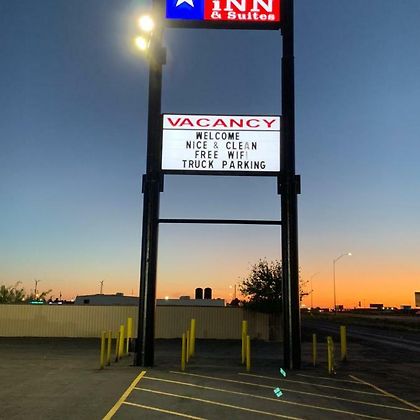 iNN
& Suites
VACANCY
WELCOME
NICE & CLEAN
FREE WIFI
TRUCK PARKING